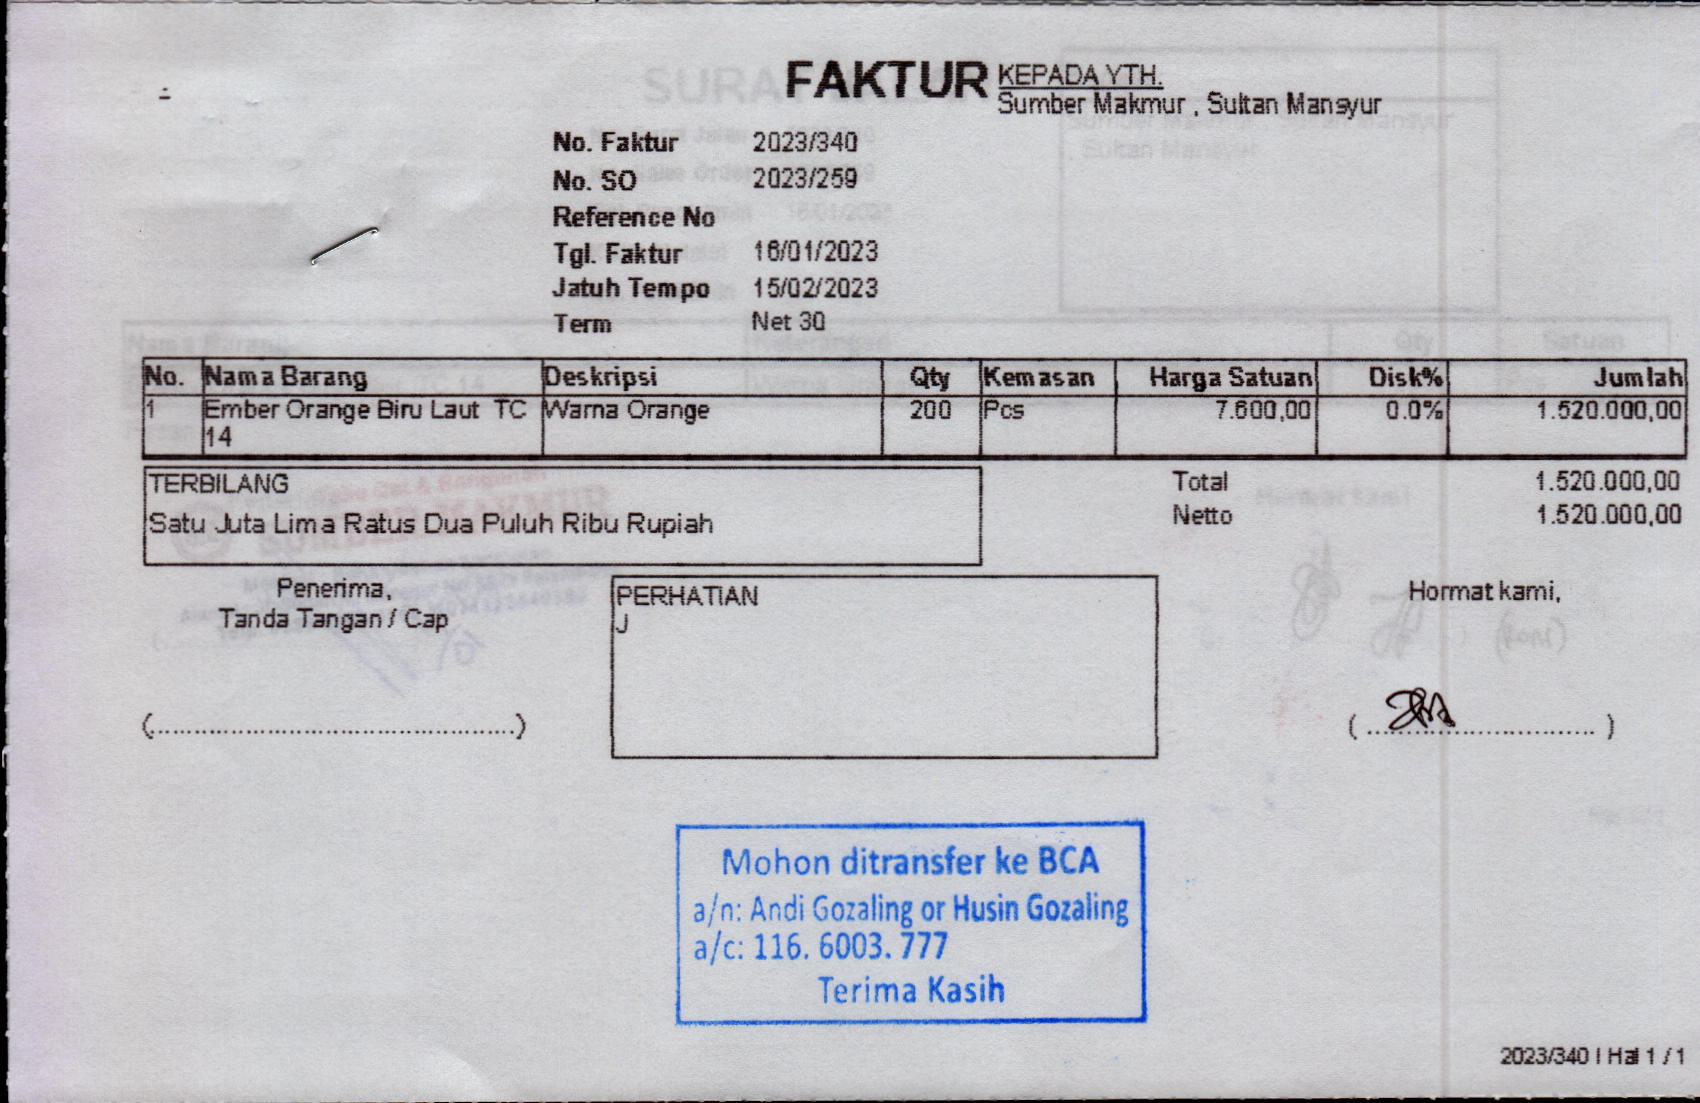 FAKTUR
KEPADA YTH.
Sumber Makmur , Sultan Mansyur
No. Faktur 2023/340
No. SO 2023/259
Reference No
Tgl. Faktur 16/01/2023
Jatuh Tempo 15/02/2023
Term Net 30
No. Nama Barang Deskripsi Qty Kemasan Harga Satuan Disk% Jumlah
1 Ember Orange Biru Laut TC Warna Orange 200 Pcs 7.600,00 0.0% 1.520.000,00
14
TERBILANG
Satu Juta Lima Ratus Dua Puluh Ribu Rupiah
Total 1.520.000,00
Netto 1.520.000,00
Penerima,
Tanda Tangan / Cap
(..............................................)
PERHATIAN
J
Hormat kami,
( ............................. )
Mohon ditransfer ke BCA
a/n: Andi Gozaling or Husin Gozaling
a/c: 116. 6003. 777
Terima Kasih
2023/340 | Hal 1 / 1